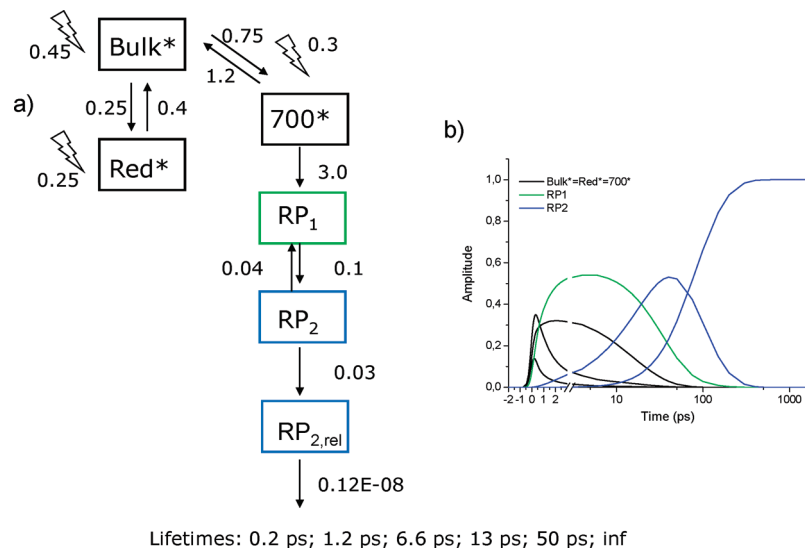 0.45
Bulk*
0.75
0.3
1.2
a)
0.25
0.4
700*
b)
Red*
0.25
3.0
RP1
0.04
0.1
RP2
0.03
RP2,rel
0.12E-08
Lifetimes: 0.2 ps; 1.2 ps; 6.6 ps; 13 ps; 50 ps; inf
Bulk*=Red*=700*
RP1
RP2
1,0
0,8
0,6
0,4
0,2
0,0
Amplitude
-2 -1 0 1 2 10 100 1000
Time (ps)